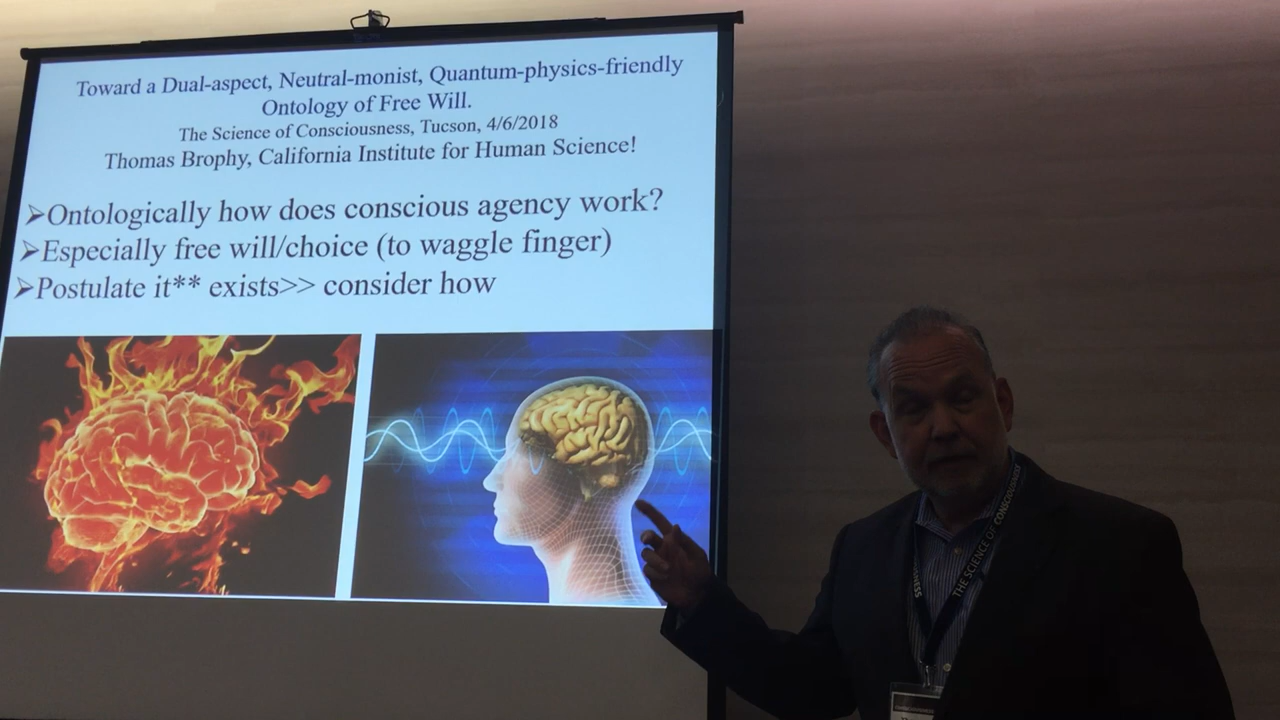 Toward a Dual-aspect, Neutral-monist, Quantum-physics-friendly
Ontology of Free Will.
The Science of Consciousness, Tucson, 4/6/2018
Thomas Brophy, California Institute for Human Science!
➢Ontologically how does conscious agency work?
➢Especially free will/choice (to waggle finger)
➢Postulate it** exists>> consider how
THE SCIENCE OF CONSCIOUSNESS